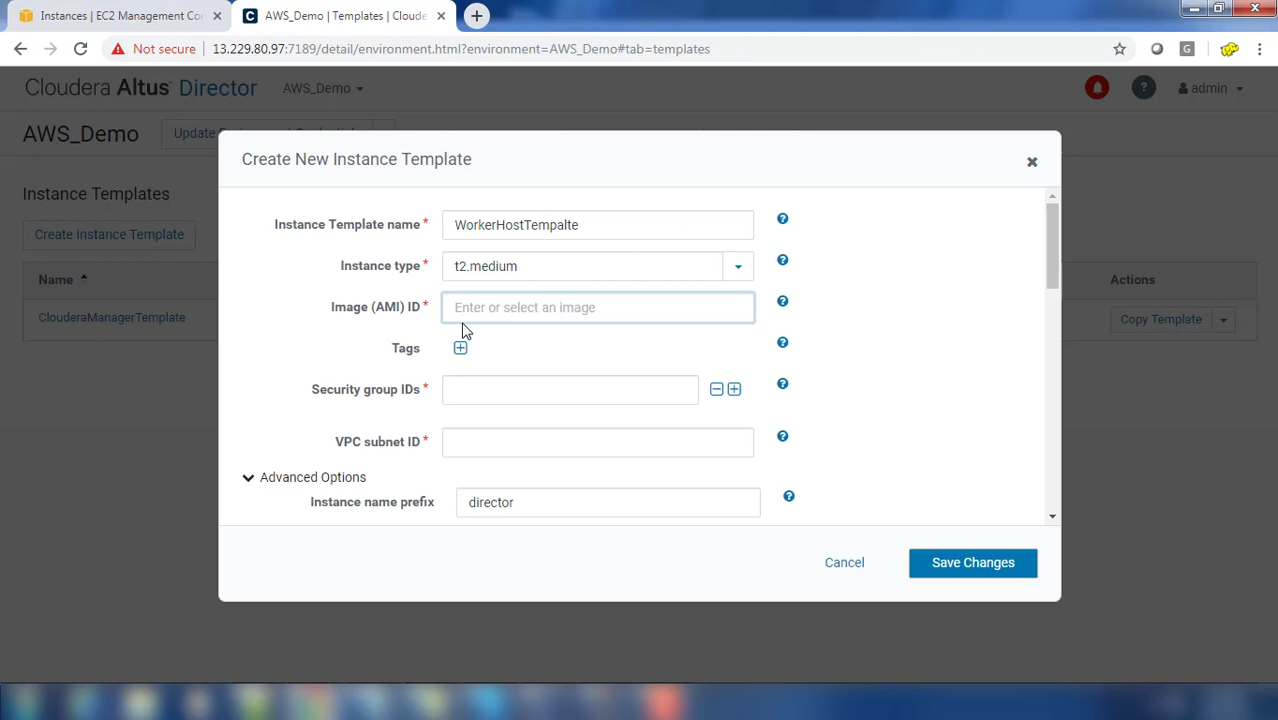 Instances | EC2 Management Con
AWS_Demo | Templates | Cloude
Not secure 13.229.80.97:7189/detail/environment.html?environment=AWS_Demo#tab=templates
Cloudera Altus Director AWS_Demo
admin
AWS_Demo
Update
Create New Instance Template
Instance Templates
Create Instance Template
Name
Actions
ClouderaManagerTemplate
Copy Template
Instance Template name* WorkerHostTempalte
Instance type* t2.medium
Image (AMI) ID* Enter or select an image
Tags
Security group IDs*
VPC subnet ID*
Advanced Options
Instance name prefix director
Cancel
Save Changes